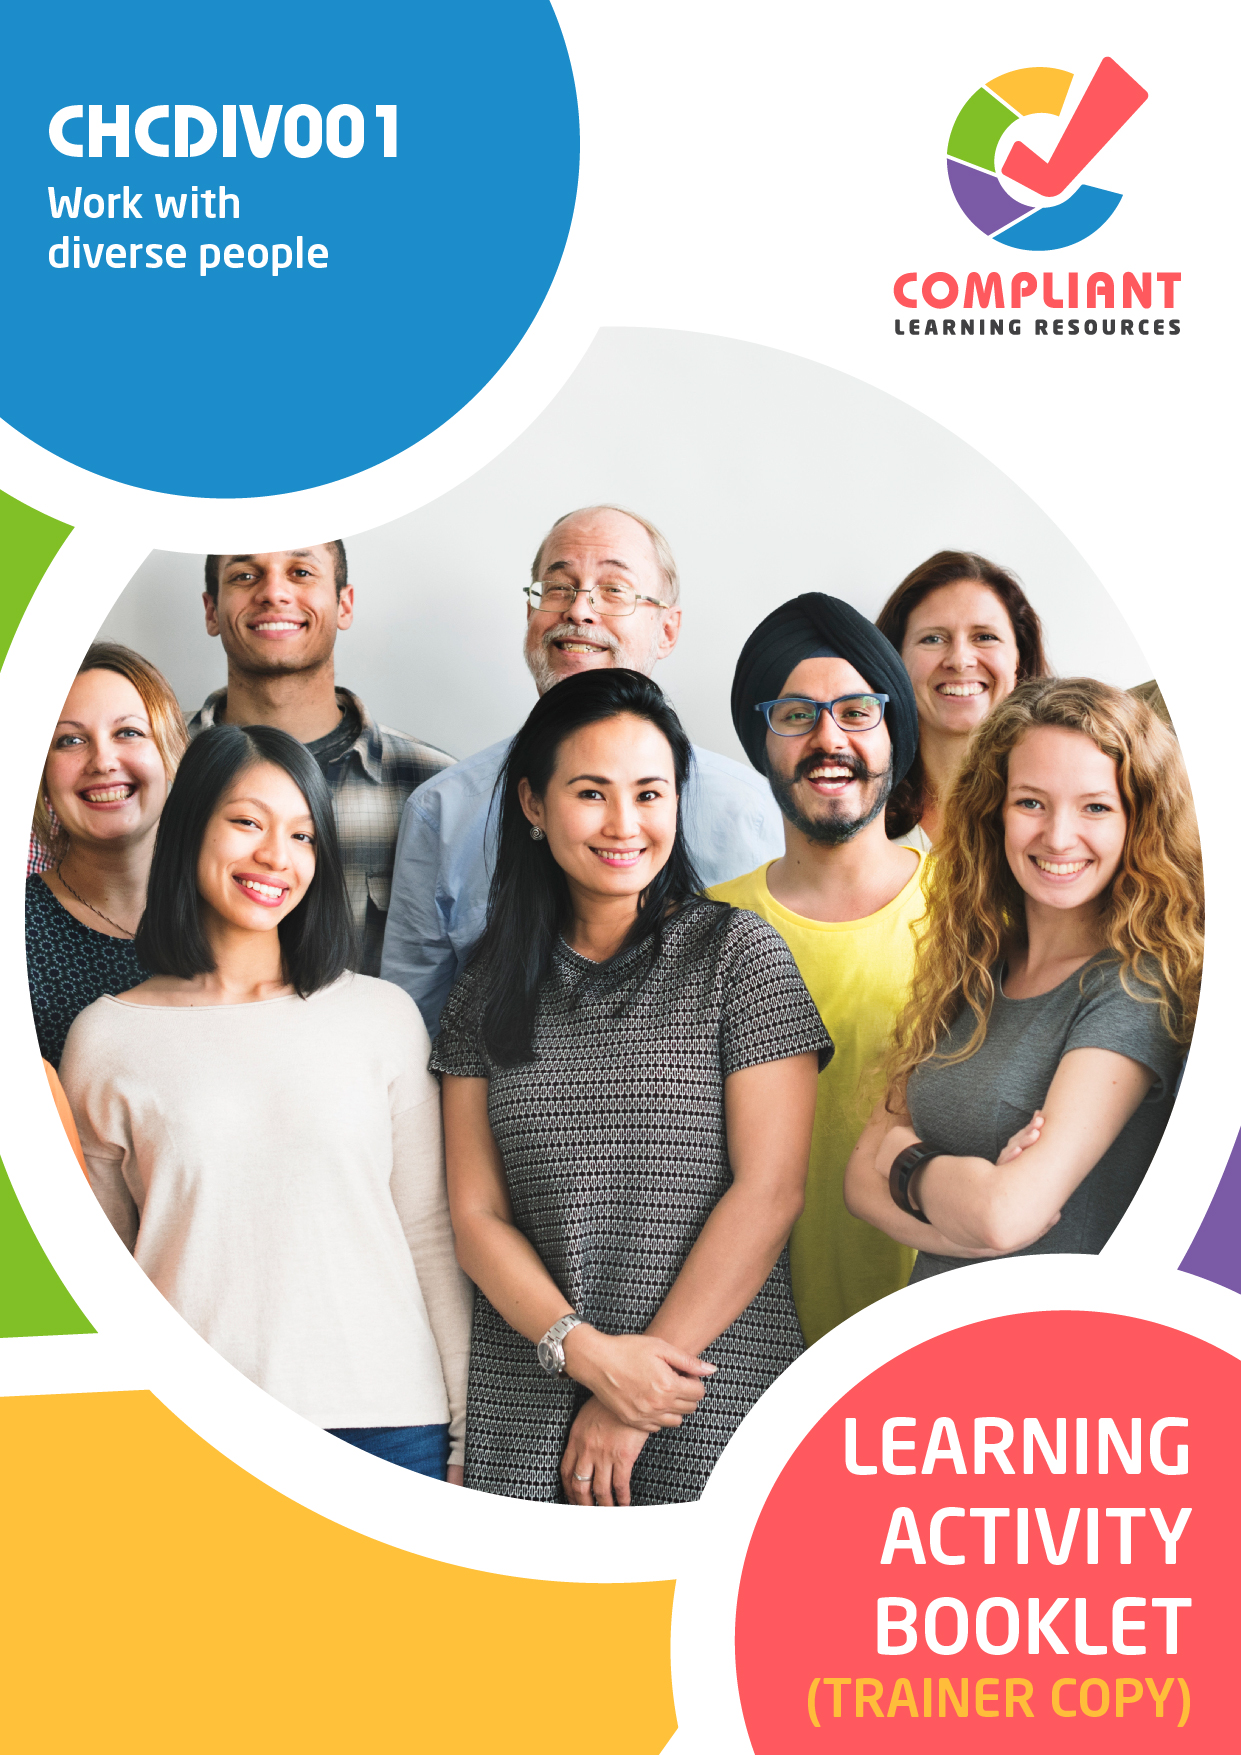 CHCDIV001
Work with
diverse people
COMPLIANT
LEARNING RESOURCES
LEARNING
ACTIVITY
BOOKLET
(TRAINER COPY)